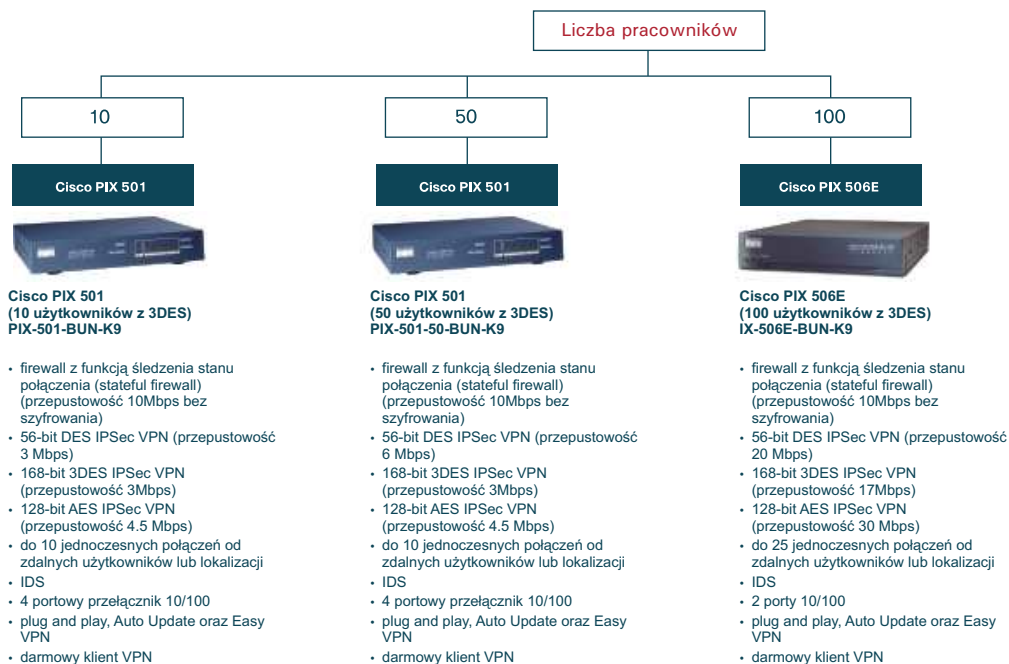 Liczba pracowników
10
50
100
Cisco PIX 501
Cisco PIX 501
Cisco PIX 506E
Cisco PIX 501
(10 użytkowników z 3DES)
PIX-501-BUN-K9
• firewall z funkcją śledzenia stanu
połączenia (stateful firewall)
(przepustowość 10Mbps bez
szyfrowania)
• 56-bit DES IPSec VPN (przepustowość
3 Mbps)
• 168-bit 3DES IPSec VPN
(przepustowość 3Mbps)
• 128-bit AES IPSec VPN
(przepustowość 4.5 Mbps)
• do 10 jednoczesnych połączeń od
zdalnych użytkowników lub lokalizacji
• IDS
• 4 portowy przełącznik 10/100
• plug and play, Auto Update oraz Easy
VPN
• darmowy klient VPN
Cisco PIX 501
(50 użytkowników z 3DES)
PIX-501-50-BUN-K9
• firewall z funkcją śledzenia stanu
połączenia (stateful firewall)
(przepustowość 10Mbps bez
szyfrowania)
• 56-bit DES IPSec VPN (przepustowość
6 Mbps)
• 168-bit 3DES IPSec VPN
(przepustowość 3Mbps)
• 128-bit AES IPSec VPN
(przepustowość 4.5 Mbps)
• do 10 jednoczesnych połączeń od
zdalnych użytkowników lub lokalizacji
• IDS
• 4 portowy przełącznik 10/100
• plug and play, Auto Update oraz Easy
VPN
• darmowy klient VPN
Cisco PIX 506E
(100 użytkowników z 3DES)
IX-506E-BUN-K9
• firewall z funkcją śledzenia stanu
połączenia (stateful firewall)
(przepustowość 10Mbps bez
szyfrowania)
• 56-bit DES IPSec VPN (przepustowość
20 Mbps)
• 168-bit 3DES IPSec VPN
(przepustowość 17Mbps)
• 128-bit AES IPSec VPN
(przepustowość 30 Mbps)
• do 25 jednoczesnych połączeń od
zdalnych użytkowników lub lokalizacji
• IDS
• 2 porty 10/100
• plug and play, Auto Update oraz Easy
VPN
• darmowy klient VPN